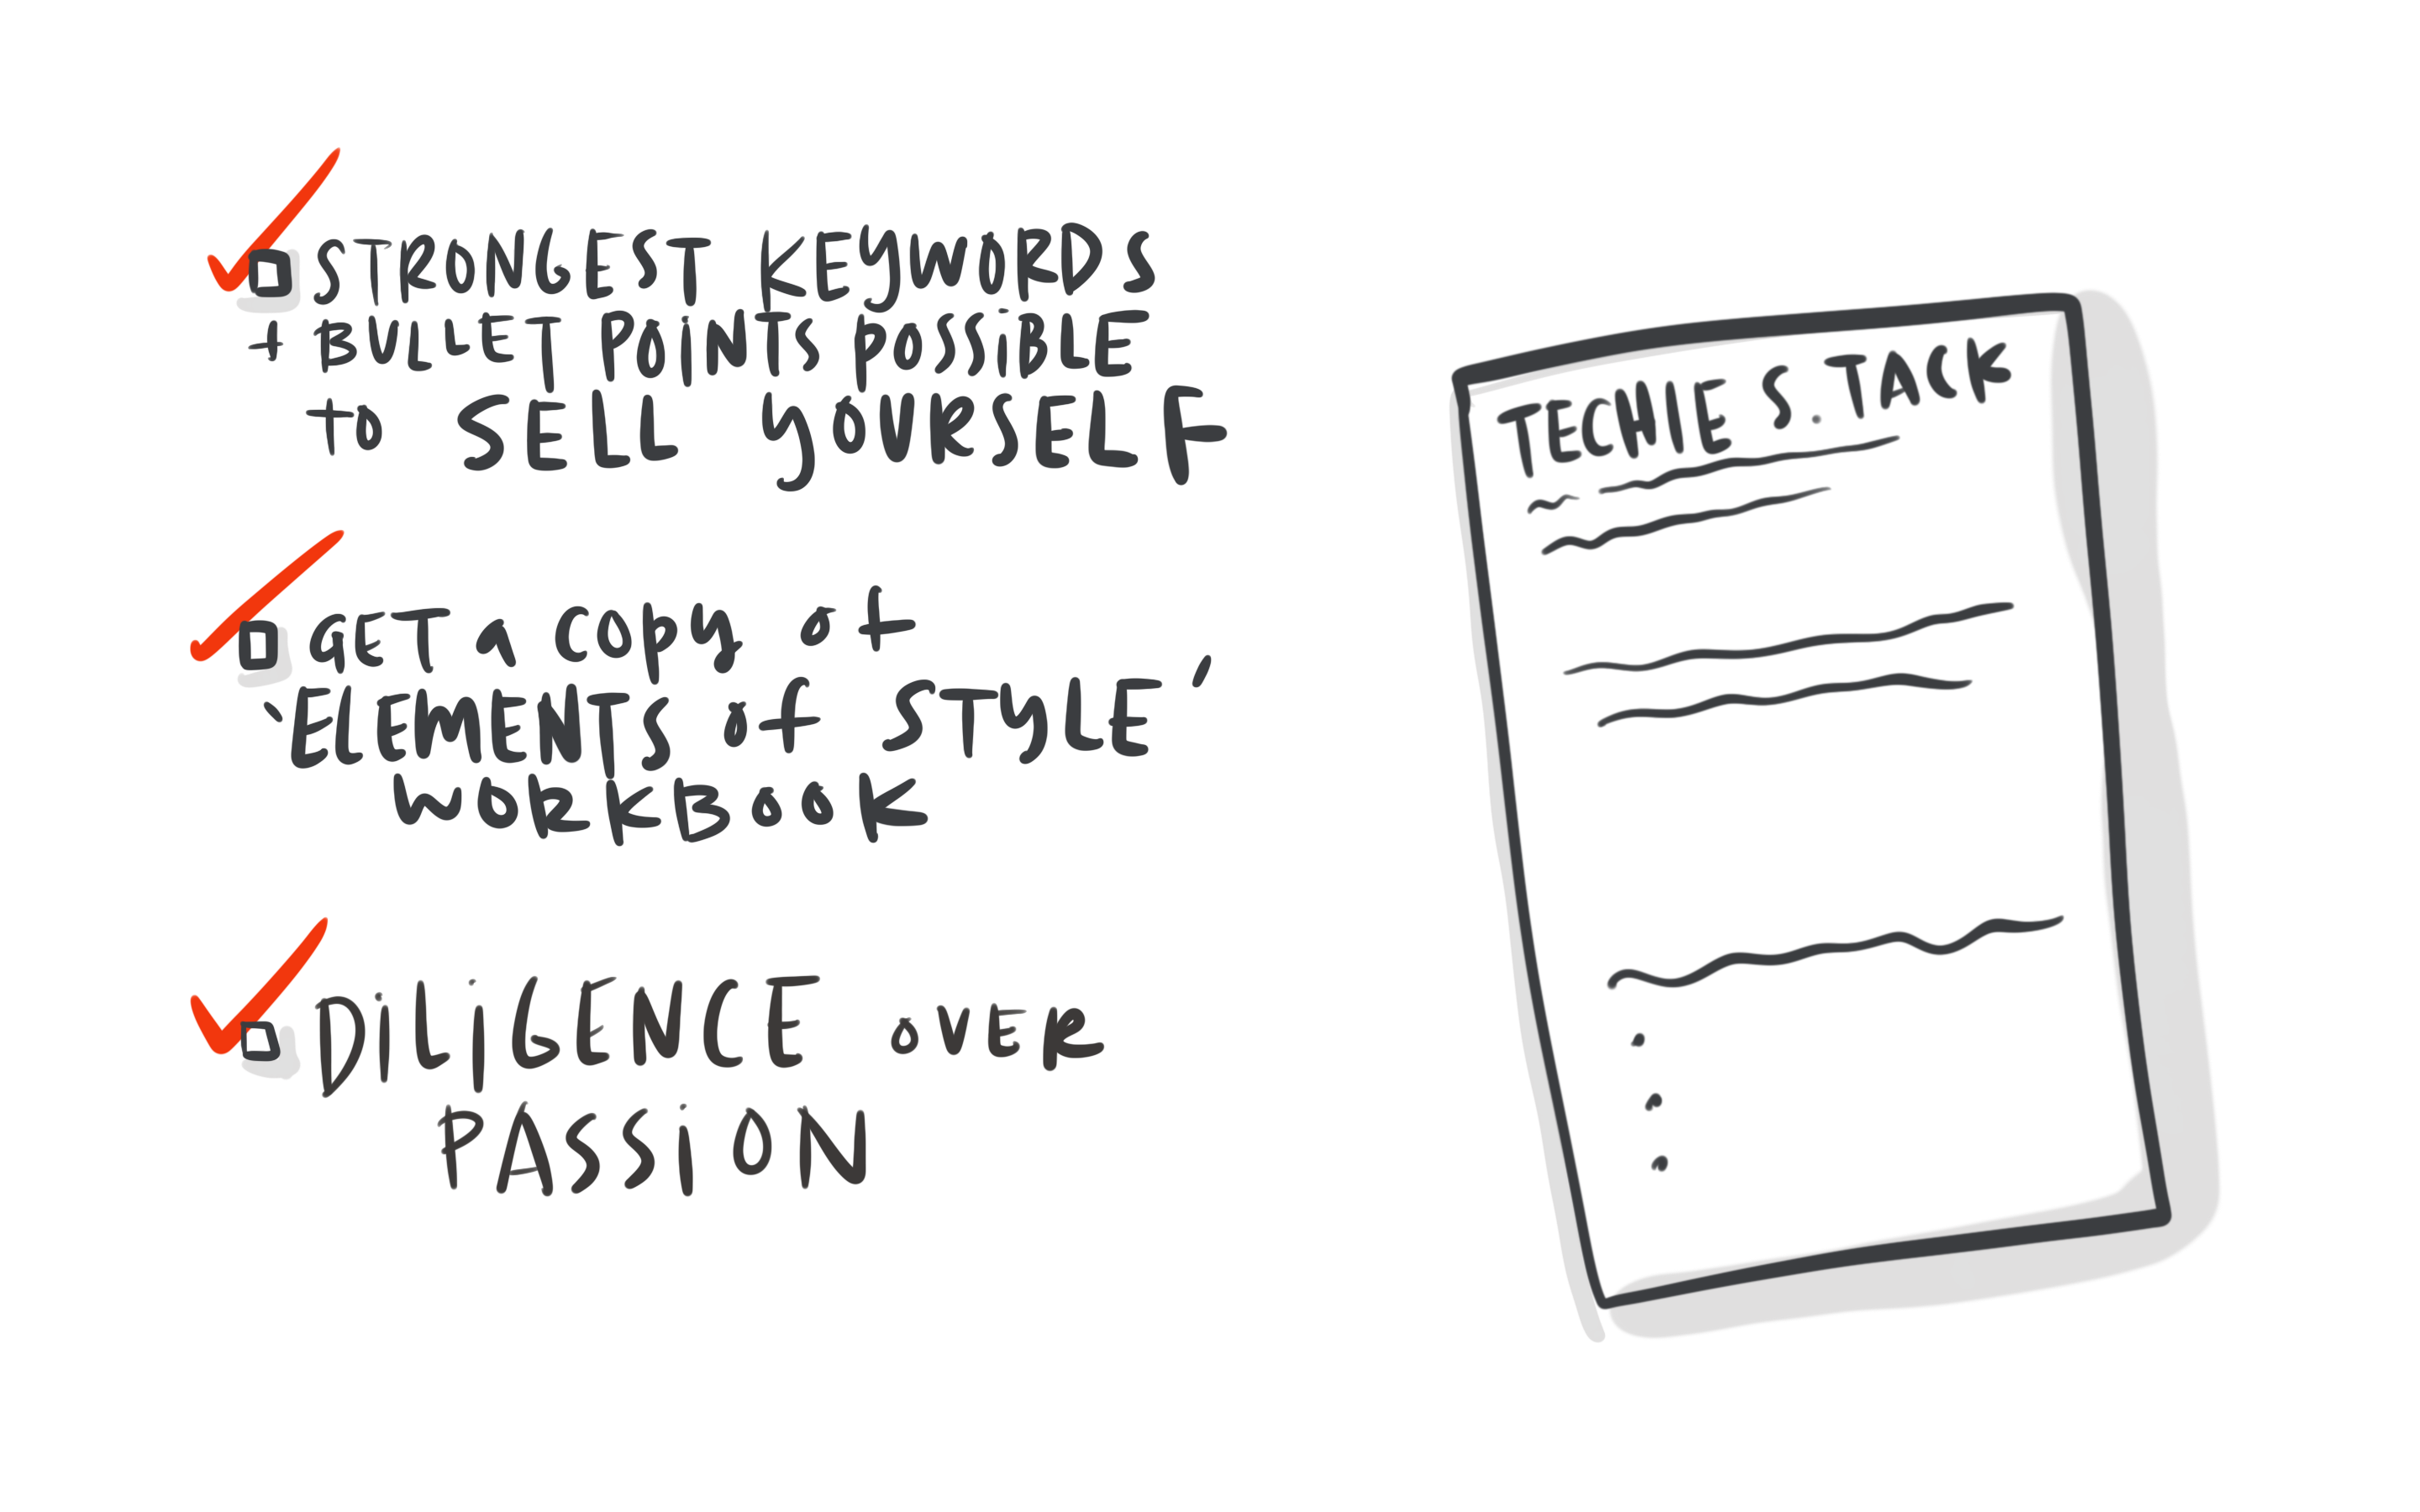 STRONGEST KEYWORDS
+ BULLET POINTS POSSIBLE
to SELL YOURSELF
GET a copy of
'ELEMENTS of STYLE'
WORKBOOK
DiLiGENCE OVER
PASSiON
TECHIE S. TACK